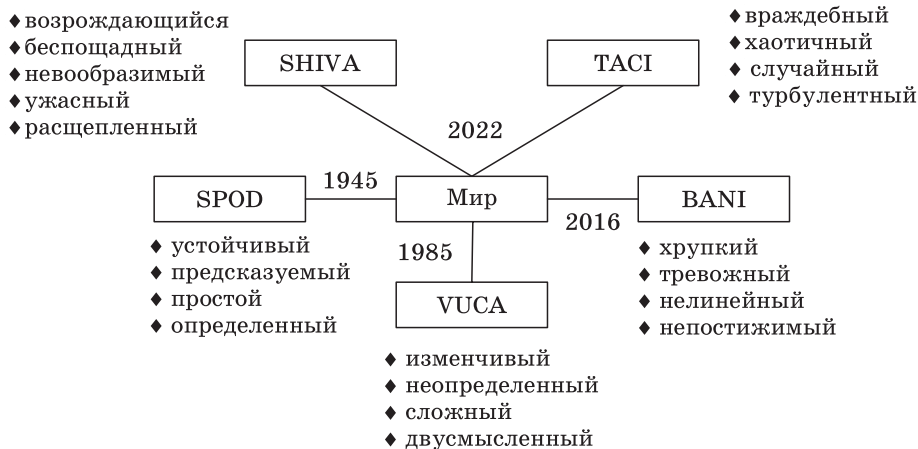 ♦возрождающийся
♦беспощадный
♦невообразимый
♦ужасный
♦расщепленный
SHIVA
TACI
♦враждебный
♦хаотичный
♦ случайный
♦ турбулентный
2022
SPOD
1945
Мир
2016
BANI
♦ устойчивый
♦ предсказуемый
♦ простой
♦ определенный
1985
VUCA
♦ хрупкий
♦ тревожный
♦ нелинейный
♦ непостижимый
♦ изменчивый
♦ неопределенный
♦ сложный
♦ двусмысленный